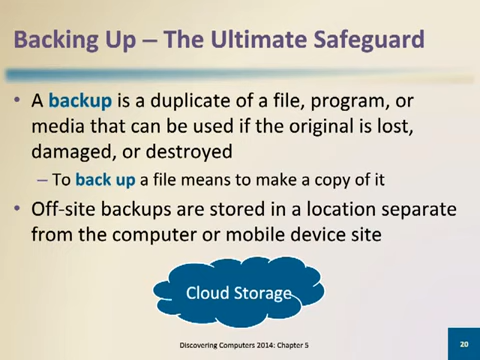 Backing Up – The Ultimate Safeguard
• A backup is a duplicate of a file, program, or
media that can be used if the original is lost,
damaged, or destroyed
– To back up a file means to make a copy of it
• Off-site backups are stored in a location separate
from the computer or mobile device site
Cloud Storage
Discovering Computers 2014: Chapter 5
20